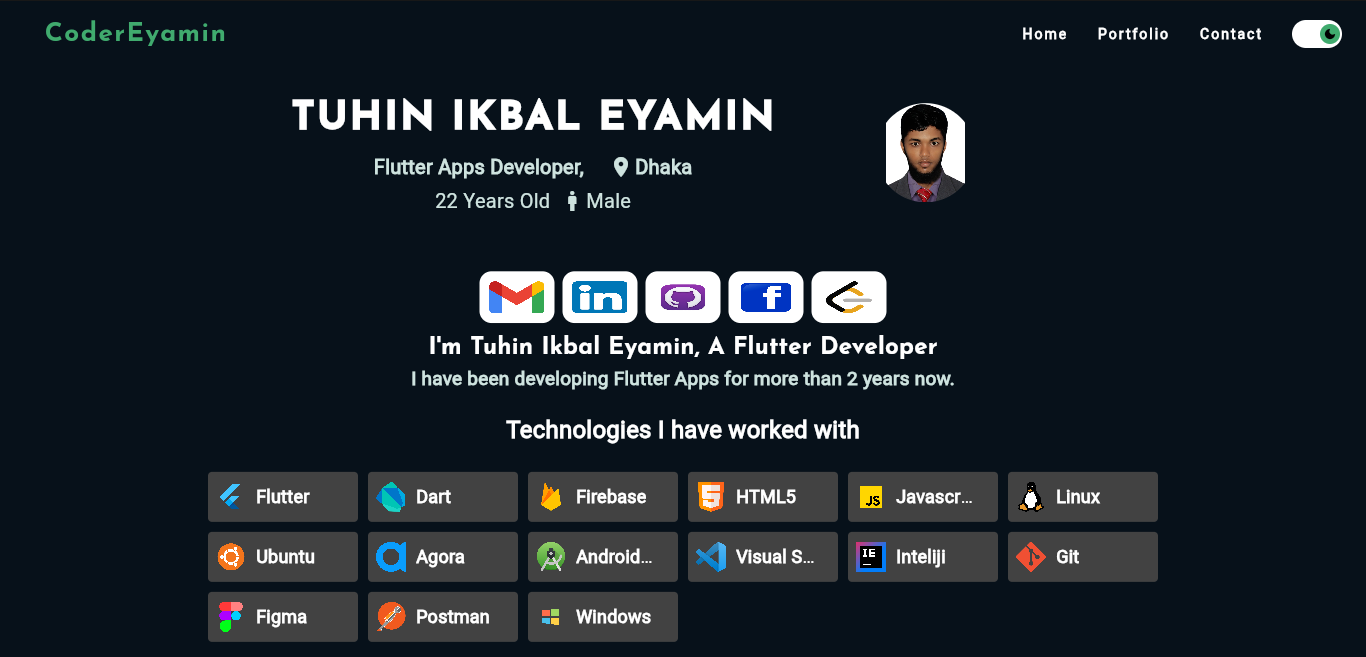 CoderEyamin
Home Portfolio Contact
TUHIN IKBAL EYAMIN
Flutter Apps Developer, Dhaka
22 Years Old Male
in f
I'm Tuhin Ikbal Eyamin, A Flutter Developer
I have been developing Flutter Apps for more than 2 years now.
Technologies I have worked with
Flutter Dart Firebase HTML5 JS Javascr... Linux
Ubuntu Agora Android... Visual S... IE Inteliji Git
Figma Postman Windows